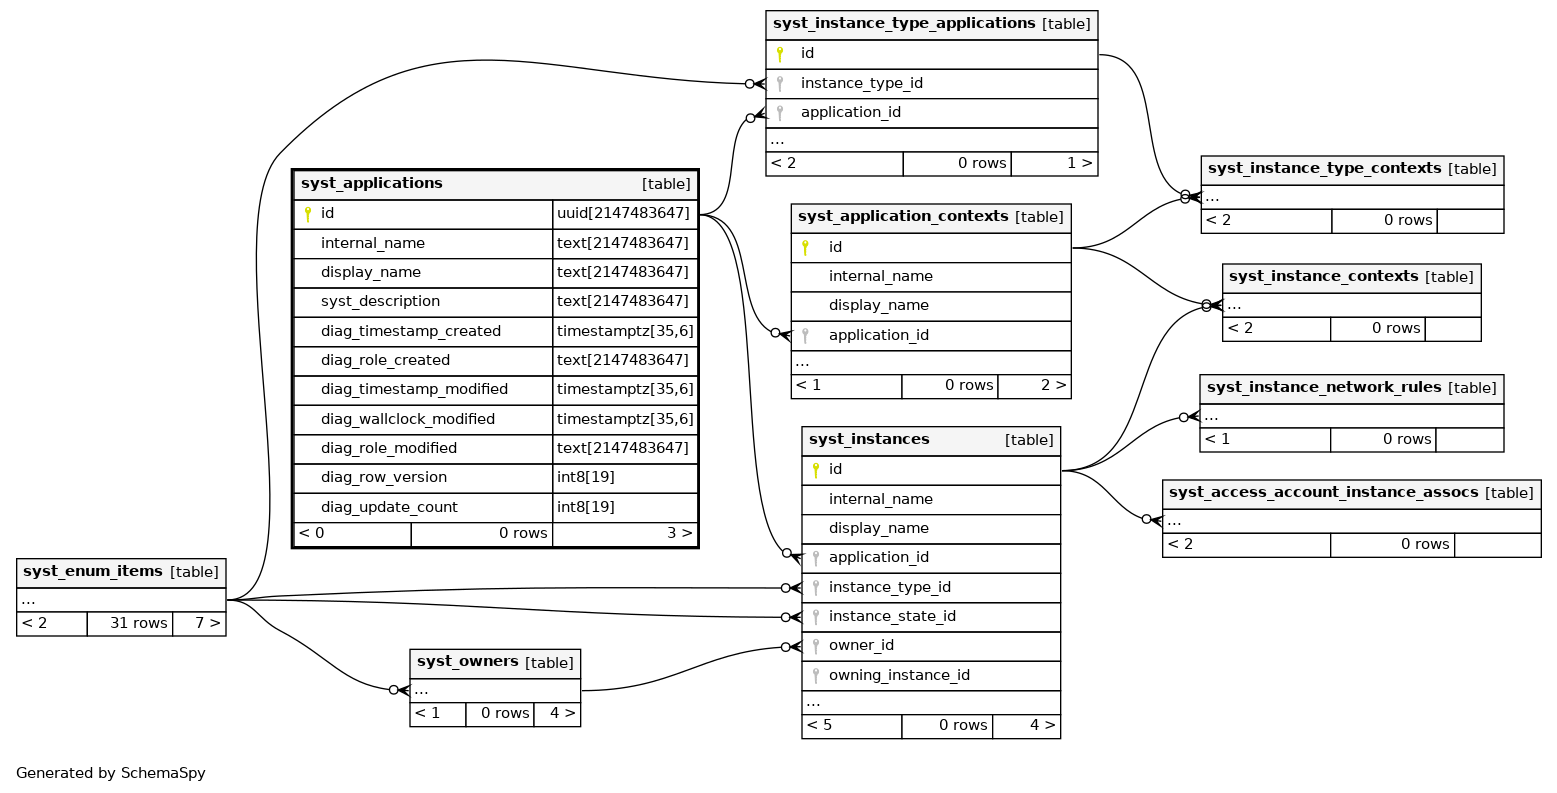 syst_instance_type_applications [table]
id
instance_type_id
application_id
...
< 2 0 rows 1 >
syst_instance_type_contexts [table]
...
< 2 0 rows
syst_applications [table]
id uuid[2147483647]
internal_name text[2147483647]
display_name text[2147483647]
syst_description text[2147483647]
diag_timestamp_created timestamptz[35,6]
diag_role_created text[2147483647]
diag_timestamp_modified timestamptz[35,6]
diag_wallclock_modified timestamptz[35,6]
diag_role_modified text[2147483647]
diag_row_version int8[19]
diag_update_count int8[19]
< 0 0 rows 3 >
syst_application_contexts [table]
id
internal_name
display_name
application_id
...
< 1 0 rows 2 >
syst_instance_contexts [table]
...
< 2 0 rows
syst_instance_network_rules [table]
...
< 1 0 rows
syst_instances [table]
id
internal_name
display_name
application_id
instance_type_id
instance_state_id
owner_id
owning_instance_id
...
< 5 0 rows 4 >
syst_access_account_instance_assocs [table]
...
< 2 0 rows
syst_enum_items [table]
...
< 2 31 rows 7 >
syst_owners [table]
...
< 1 0 rows 4 >
Generated by SchemaSpy